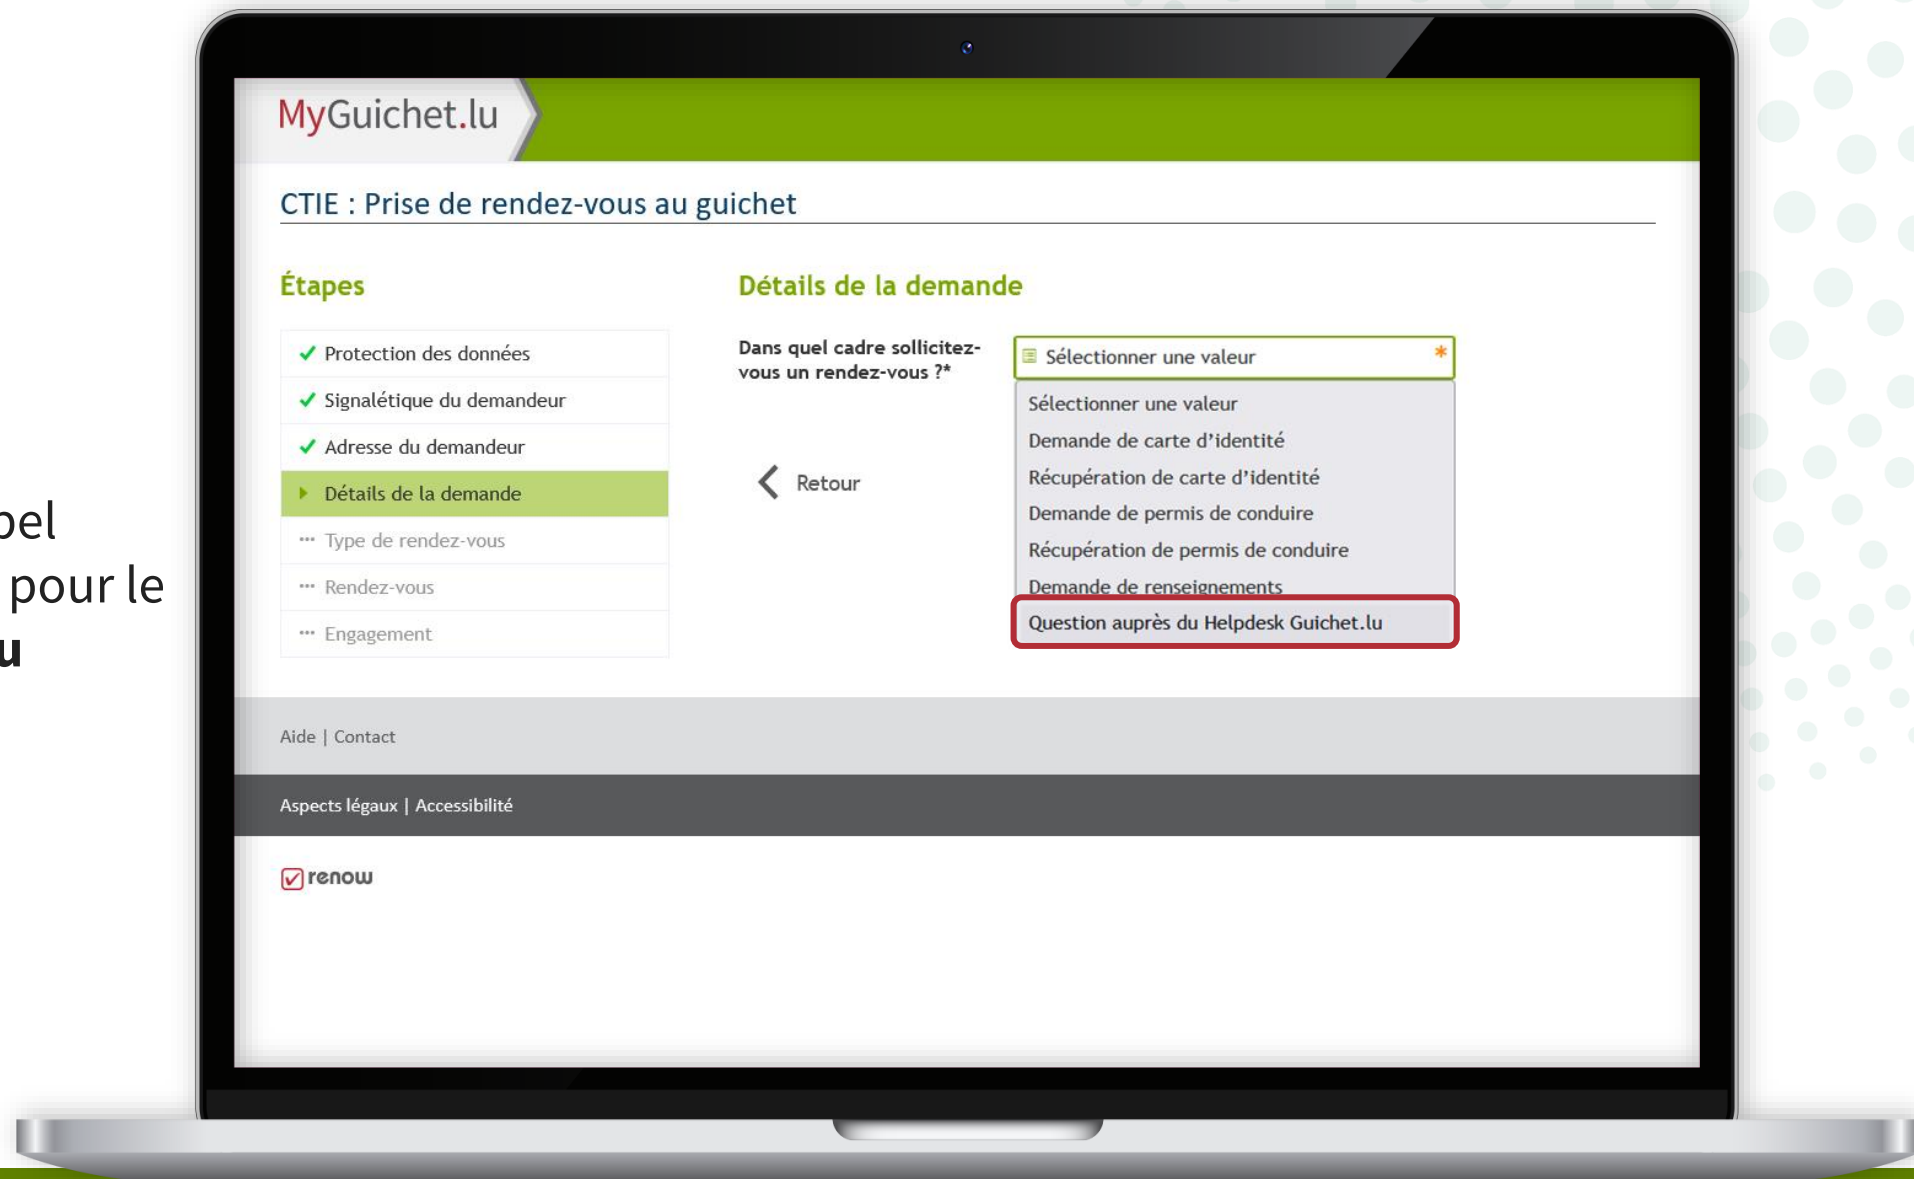 MyGuichet.lu
CTIE : Prise de rendez-vous au guichet
Étapes
Protection des données
Signalétique du demandeur
Adresse du demandeur
Détails de la demande
Type de rendez-vous
Rendez-vous
Engagement
Détails de la demande
Dans quel cadre sollicitez-
vous un rendez-vous ?*
Sélectionner une valeur *
Sélectionner une valeur
Demande de carte d’identité
Récupération de carte d’identité
Demande de permis de conduire
Récupération de permis de conduire
Demande de renseignements
Question auprès du Helpdesk Guichet.lu
Retour
pour le
Aide | Contact
Aspects légaux | Accessibilité
renow